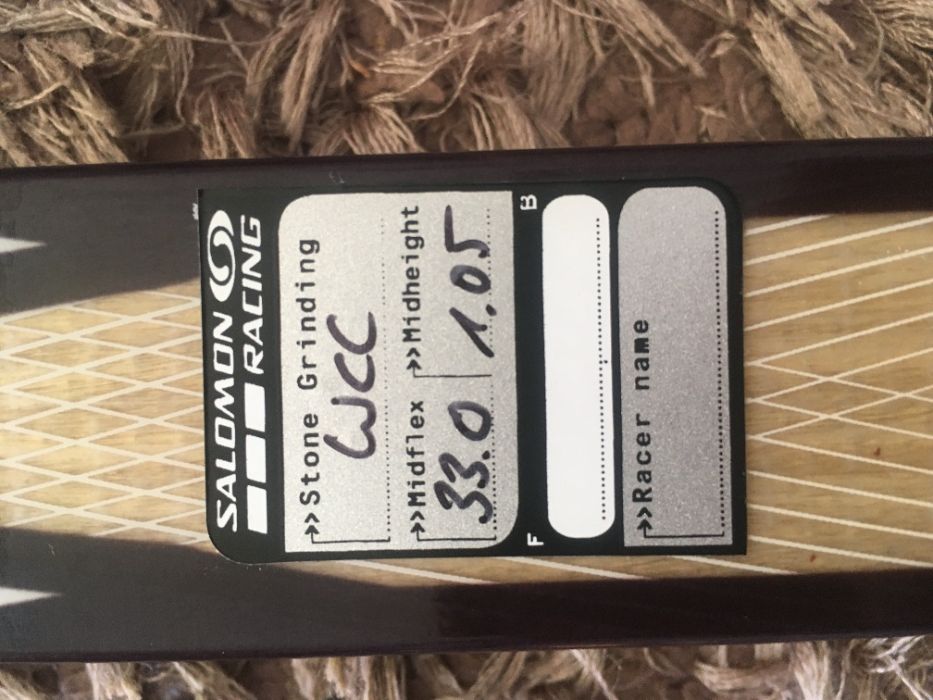 SALOMON
RACING
>>Stone Grinding
WCC
>>Midflex >>Midheight
33.0 1.05
F B
>>Racer name